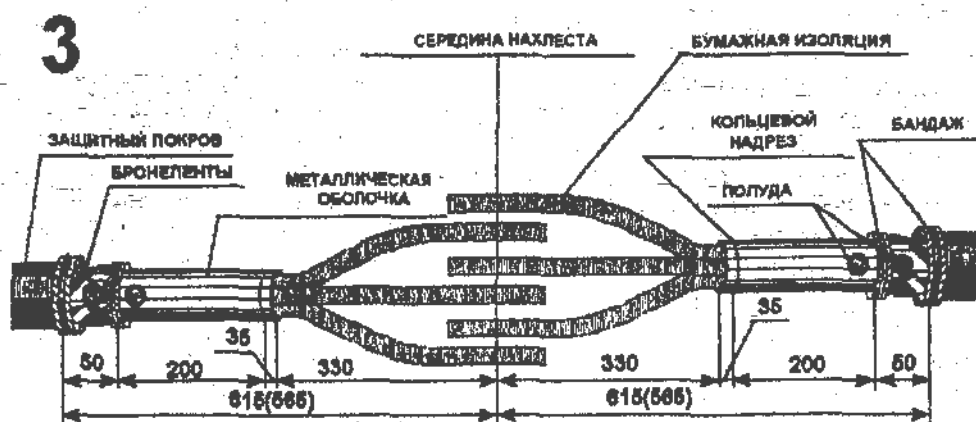 3
СЕРЕДИНА НАХЛЕСТА
БУМАЖНАЯ ИЗОЛЯЦИЯ
ЗАЩИТНЫЙ ПОКРОВ
БРОНЕЛЕНТЫ
МЕТАЛЛИЧЕСКАЯ
ОБОЛОЧКА
КОЛЬЦЕВОЙ
НАДРЕЗ
БАНДАЖ
ПОЛУДА
50
200
35
330
330
35
200
50
615(565)
615(565)